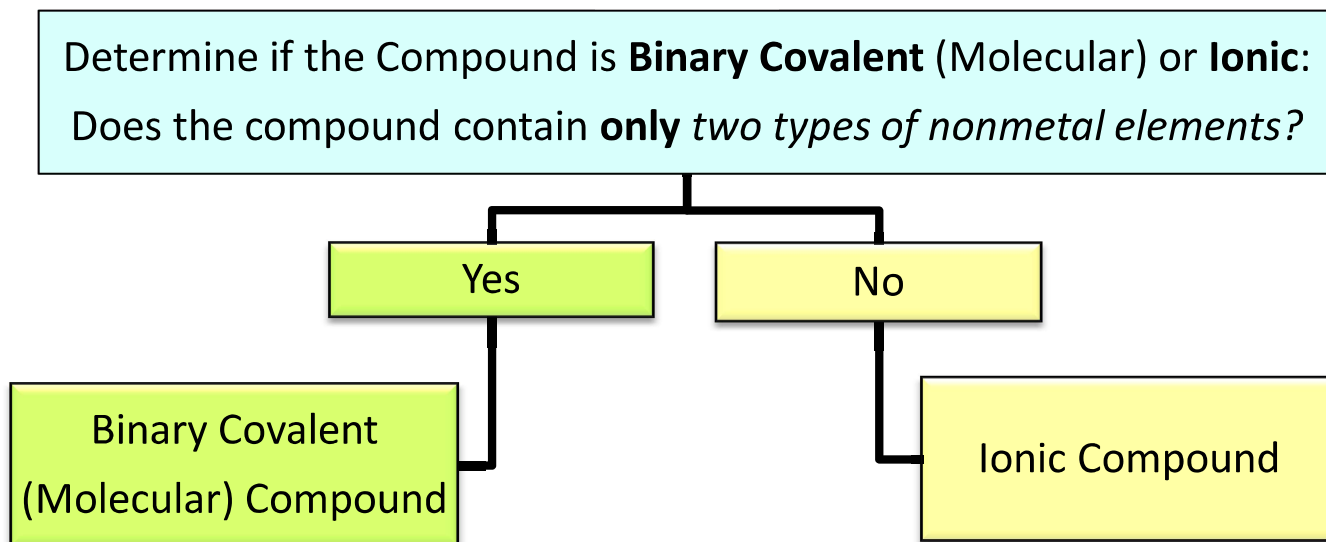 Determine if the Compound is Binary Covalent (Molecular) or Ionic:
Does the compound contain only two types of nonmetal elements?
Yes
No
Binary Covalent
(Molecular) Compound
Ionic Compound